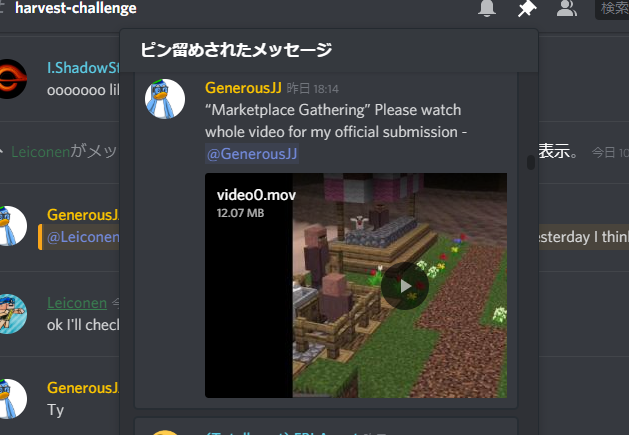 harvest-challenge
検索
ピン留めされたメッセージ
I.ShadowSt
ooooooo lil
GenerousJJ 昨日 18:14
“Marketplace Gathering” Please watch
whole video for my official submission -
@GenerousJJ
Leiconenがメッ
表示。 今日 10
video0.mov
12.07 MB
GenerousJ
@Leiconen
esterday I think
Leiconen
ok I'll check
GenerousJ
Ty